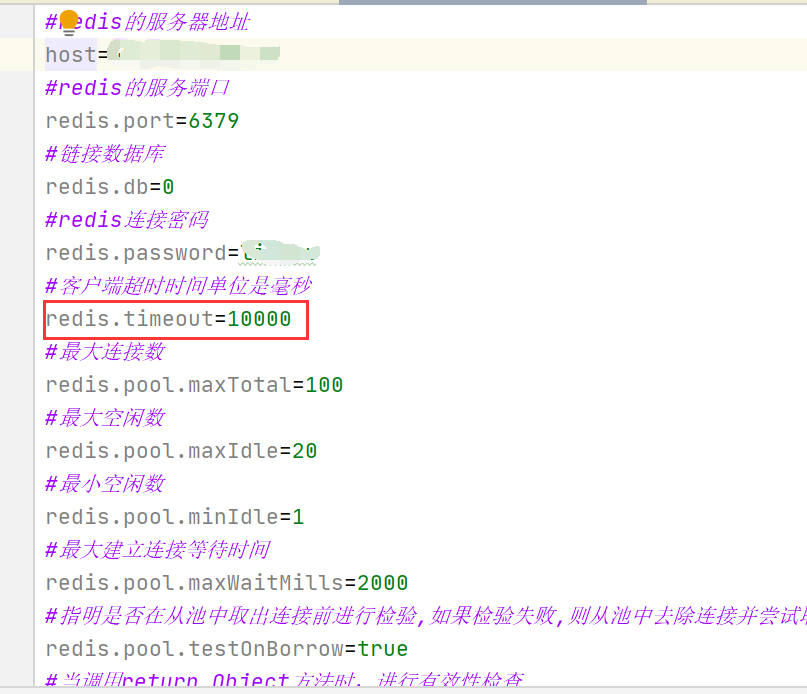 #redis的服务器地址
host=
#redis的服务端口
redis.port=6379
#链接数据库
redis.db=0
#redis连接密码
redis.password=
#客户端超时时间单位是毫秒
redis.timeout=10000
#最大连接数
redis.pool.maxTotal=100
#最大空闲数
redis.pool.maxIdle=20
#最小空闲数
redis.pool.minIdle=1
#最大建立连接等待时间
redis.pool.maxWaitMills=2000
#指明是否在从池中取出连接前进行检验,如果检验失败,则从池中去除连接并尝试
redis.pool.testOnBorrow=true
#当调用return Object方法时, 进行有效性检查